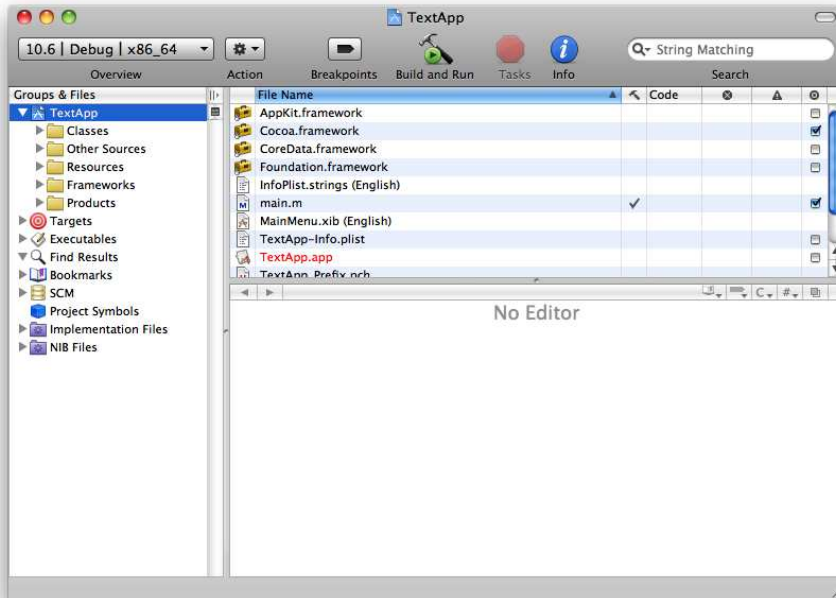 TextApp
10.6 | Debug | x86_64
String Matching
Overview
Action
Breakpoints
Build and Run
Tasks
Info
Search
Groups & Files
TextApp
Classes
Other Sources
Resources
Frameworks
Products
Targets
Executables
Find Results
Bookmarks
SCM
Project Symbols
Implementation Files
NIB Files
File Name
Code
AppKit.framework
Cocoa.framework
CoreData.framework
Foundation.framework
InfoPlist.strings (English)
main.m
MainMenu.xib (English)
TextApp-Info.plist
TextApp.app
TextApp_Prefix.pch
C
#
No Editor